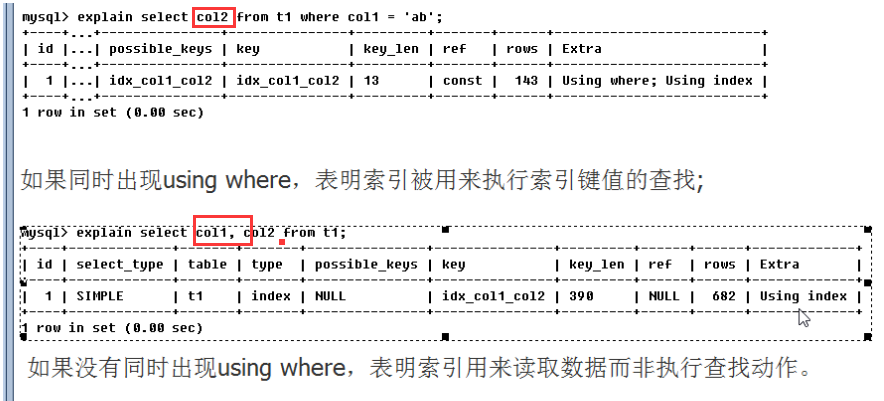 mysql> explain select col2 from t1 where col1 = 'ab';
+----+...+---------------+---------------+---------+-------+------+--------------------------+
| id |...| possible_keys | key | key_len | ref | rows | Extra |
+----+...+---------------+---------------+---------+-------+------+--------------------------+
| 1 |...| idx_col1_col2 | idx_col1_col2 | 13 | const | 143 | Using where; Using index |
+----+...+---------------+---------------+---------+-------+------+--------------------------+
1 row in set (0.00 sec)
如果同时出现using where，表明索引被用来执行索引键值的查找;
mysql> explain select col1, col2 from t1;
+----+-------------+-------+-------+---------------+---------------+---------+------+------+-------------+
| id | select_type | table | type | possible_keys | key | key_len | ref | rows | Extra |
+----+-------------+-------+-------+---------------+---------------+---------+------+------+-------------+
| 1 | SIMPLE | t1 | index | NULL | idx_col1_col2 | 390 | NULL | 682 | Using index |
+----+-------------+-------+-------+---------------+---------------+---------+------+------+-------------+
1 row in set (0.00 sec)
如果没有同时出现using where，表明索引用来读取数据而非执行查找动作。